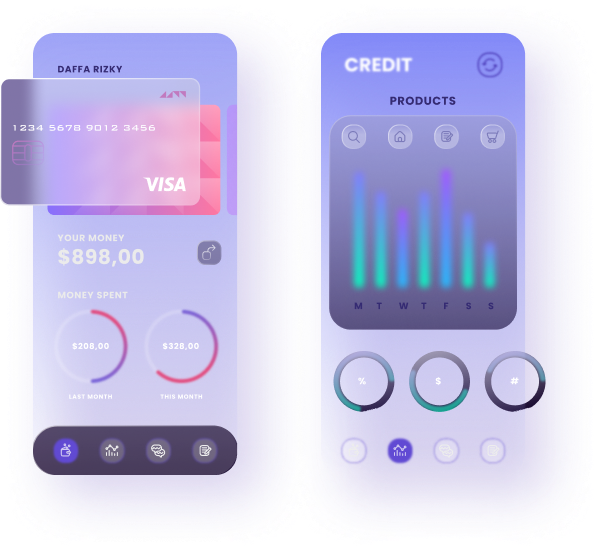 DAFFA RIZKY
1234 5678 9012 3456
VISA
YOUR MONEY
$898,00
MONEY SPENT
$208,00
$328,00
LAST MONTH
THIS MONTH
CREDIT
PRODUCTS
M T W T F S S
% $ #